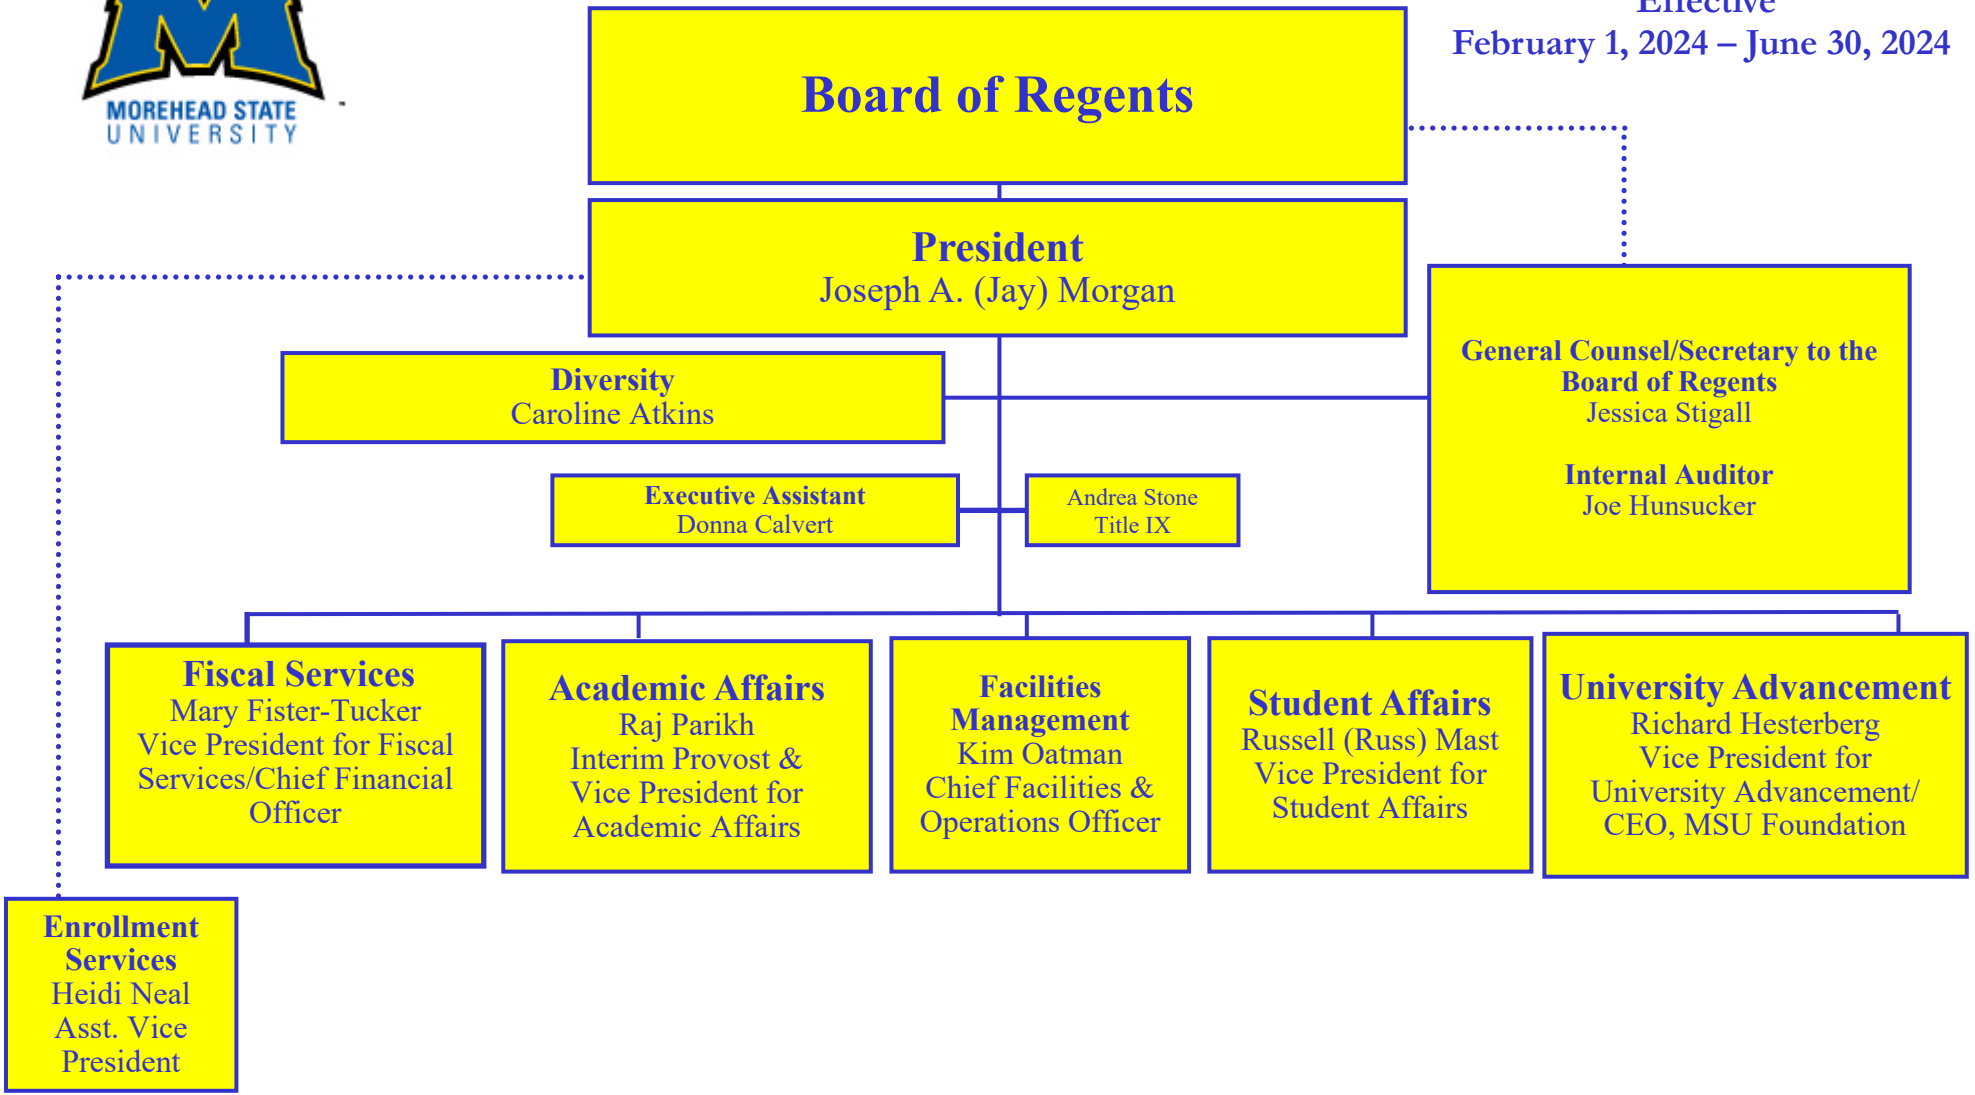 MOREHEAD STATE
UNIVERSITY
Effective
February 1, 2024 – June 30, 2024
Board of Regents
President
Joseph A. (Jay) Morgan
Diversity
Caroline Atkins
General Counsel/Secretary to the
Board of Regents
Jessica Stigall
Internal Auditor
Joe Hunsucker
Executive Assistant
Donna Calvert
Andrea Stone
Title IX
Fiscal Services
Mary Fister-Tucker
Vice President for Fiscal
Services/Chief Financial
Officer
Academic Affairs
Raj Parikh
Interim Provost &
Vice President for
Academic Affairs
Facilities
Management
Kim Oatman
Chief Facilities &
Operations Officer
Student Affairs
Russell (Russ) Mast
Vice President for
Student Affairs
University Advancement
Richard Hesterberg
Vice President for
University Advancement/
CEO, MSU Foundation
Enrollment
Services
Heidi Neal
Asst. Vice
President